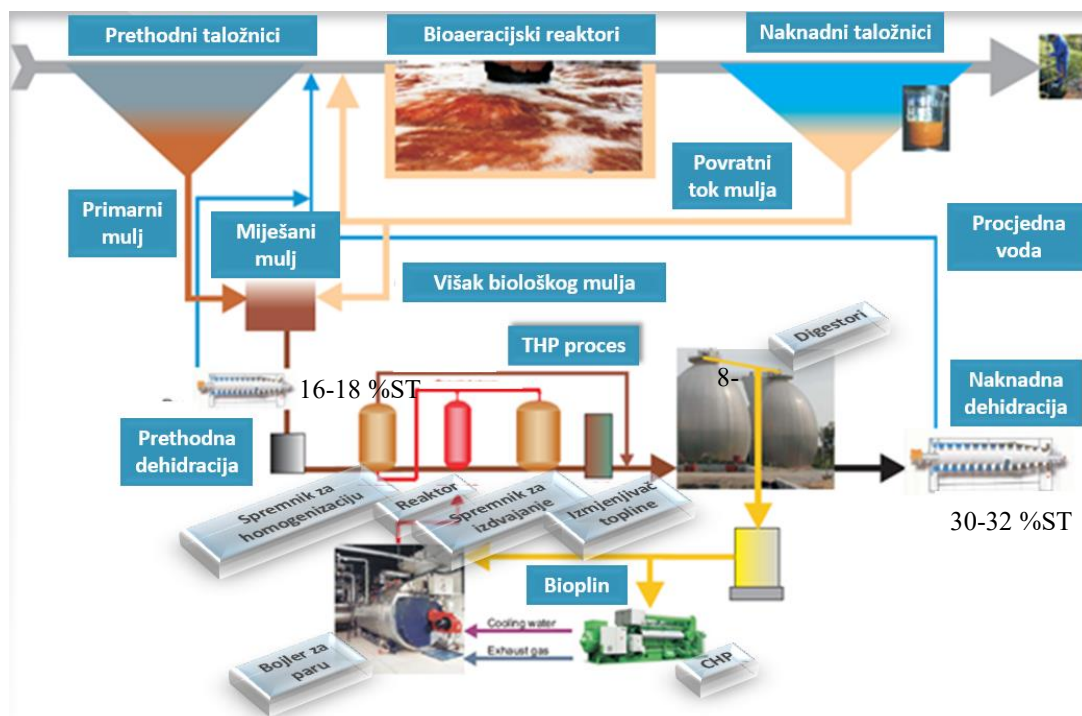 Prethodni taložnici
Bioaeracijski reaktori
Naknadni taložnici
Povratni
tok mulja
Primarni
mulj
Miješani
mulj
Procjedna
voda
Višak biološkog mulja
THP proces
Digestori
8-
16-18 %ST
Prethodna
dehidracija
Naknadna
dehidracija
Spremnik za
homogenizaciju
Reaktor
Spremnik za
izdvajanje
Izmjenjivač
topline
30-32 %ST
Bioplin
Cooling water
Exhaust gas
Bojler za
paru
CHP